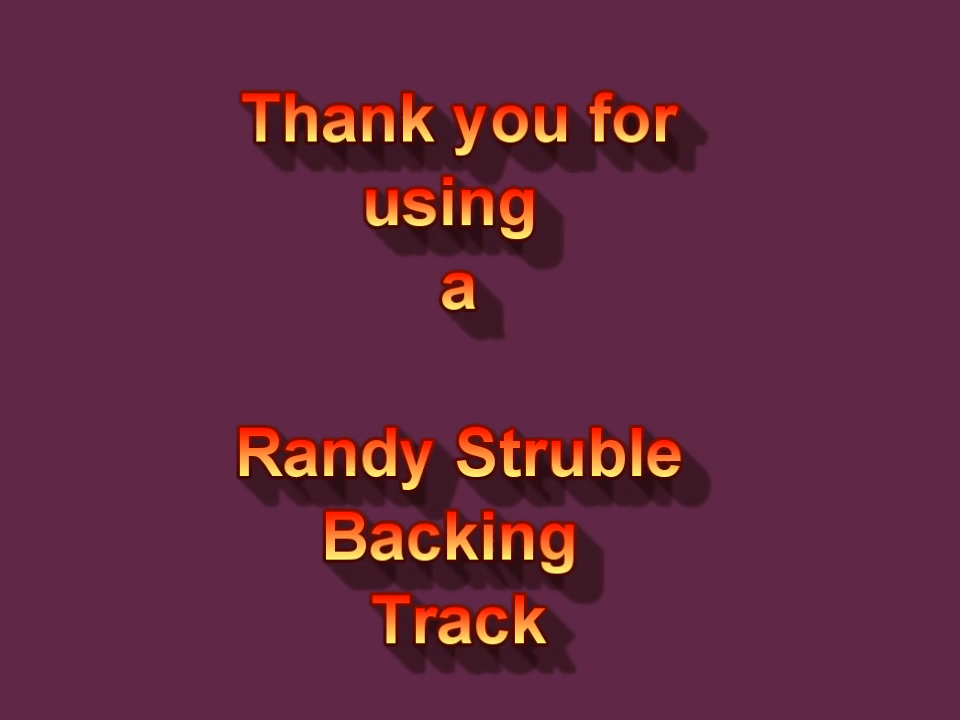 Thank you for
using
a
Randy Struble
Backing
Track